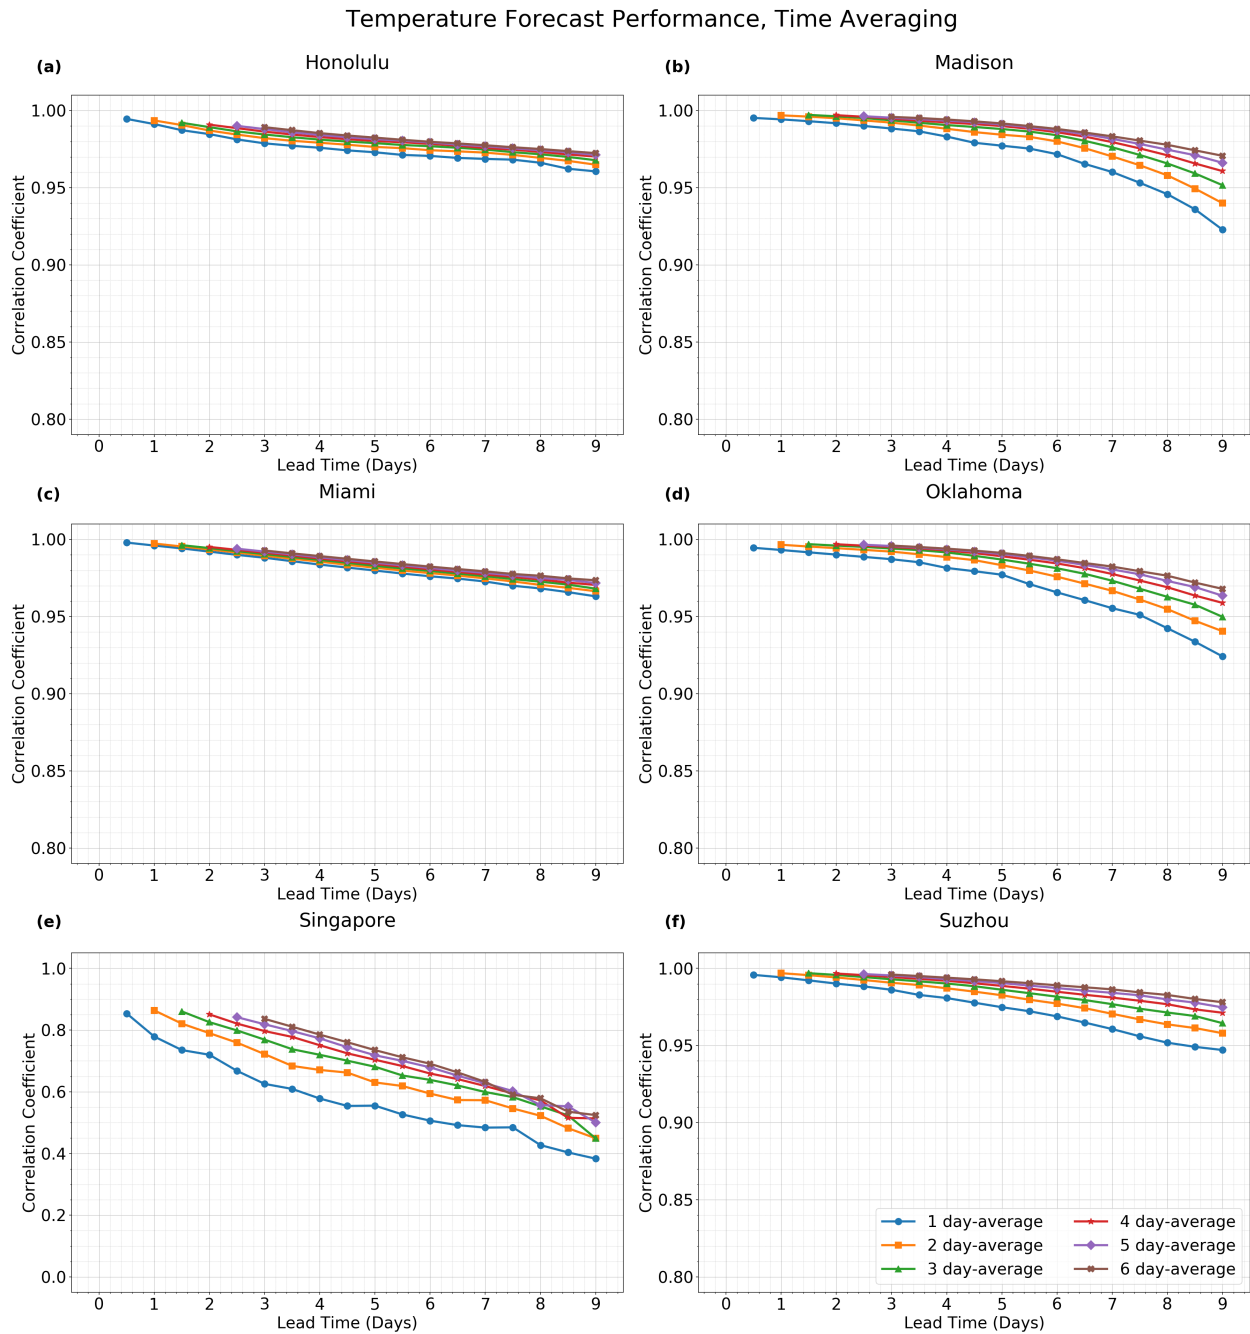 Temperature Forecast Performance, Time Averaging
(a) Honolulu
Correlation Coefficient
1.00
0.95
0.90
0.85
0.80
0 1 2 3 4 5 6 7 8 9
Lead Time (Days)
(b) Madison
Correlation Coefficient
1.00
0.95
0.90
0.85
0.80
0 1 2 3 4 5 6 7 8 9
Lead Time (Days)
(c) Miami
Correlation Coefficient
1.00
0.95
0.90
0.85
0.80
0 1 2 3 4 5 6 7 8 9
Lead Time (Days)
(d) Oklahoma
Correlation Coefficient
1.00
0.95
0.90
0.85
0.80
0 1 2 3 4 5 6 7 8 9
Lead Time (Days)
(e) Singapore
Correlation Coefficient
1.0
0.8
0.6
0.4
0.2
0.0
0 1 2 3 4 5 6 7 8 9
Lead Time (Days)
(f) Suzhou
Correlation Coefficient
1.00
0.95
0.90
0.85
0.80
1 day-average
2 day-average
3 day-average
4 day-average
5 day-average
6 day-average
0 1 2 3 4 5 6 7 8 9
Lead Time (Days)